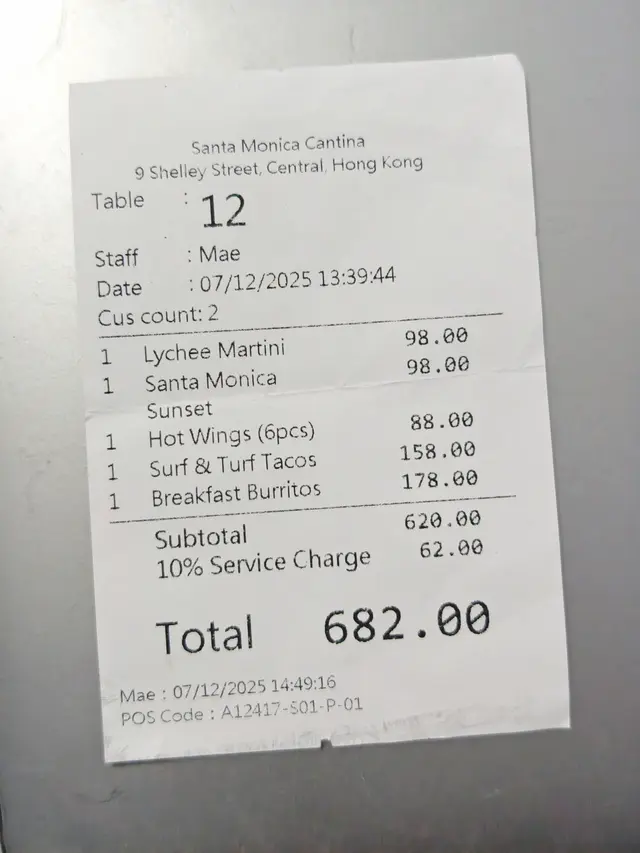 Santa Monica Cantina
9 Shelley Street, Central, Hong Kong
Table : 12
Staff : Mae
Date : 07/12/2025 13:39:44
Cus count: 2
1 Lychee Martini 98.00
1 Santa Monica 98.00
Sunset
1 Hot Wings (6pcs) 88.00
1 Surf & Turf Tacos 158.00
1 Breakfast Burritos 178.00
Subtotal 620.00
10% Service Charge 62.00
Total 682.00
Mae : 07/12/2025 14:49:16
POS Code : A12417-S01-P-01